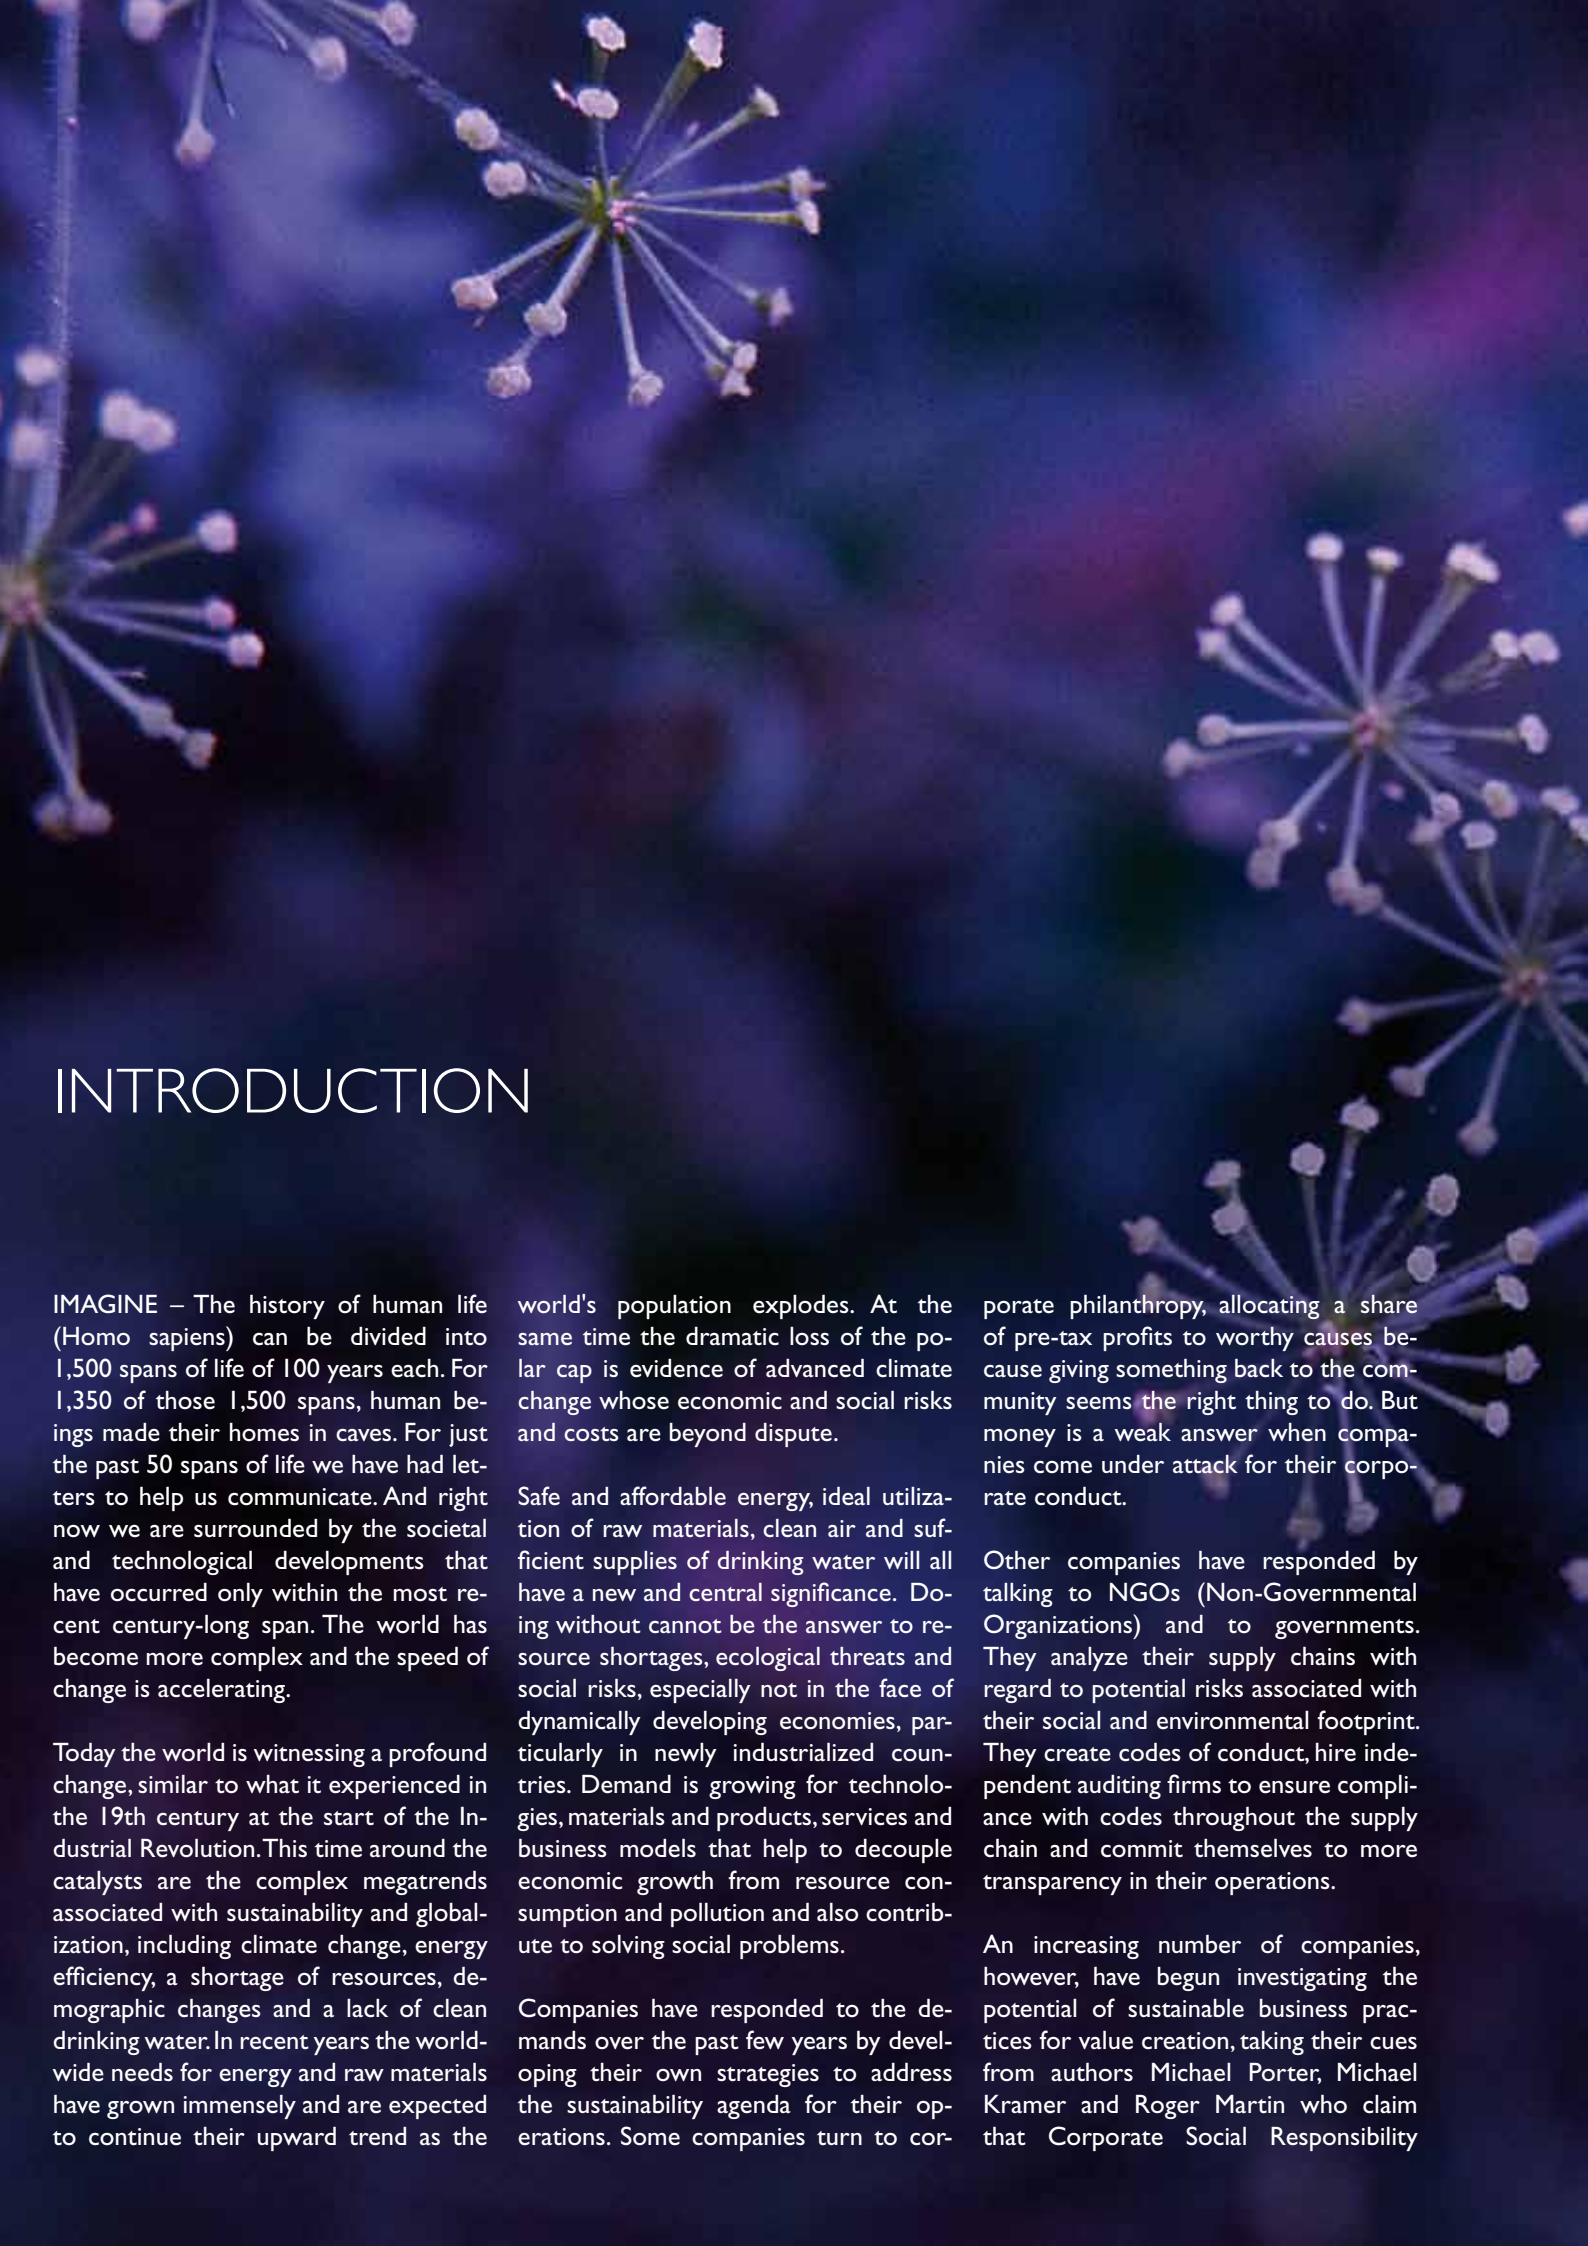 INTRODUCTION
IMAGINE – The history of human life
(Homo sapiens) can be divided into
1,500 spans of life of 100 years each. For
1,350 of those 1,500 spans, human be-
ings made their homes in caves. For just
the past 50 spans of life we have had let-
ters to help us communicate. And right
now we are surrounded by the societal
and technological developments that
have occurred only within the most re-
cent century-long span. The world has
become more complex and the speed of
change is accelerating.
Today the world is witnessing a profound
change, similar to what it experienced in
the 19th century at the start of the In-
dustrial Revolution. This time around the
catalysts are the complex megatrends
associated with sustainability and global-
ization, including climate change, energy
efficiency, a shortage of resources, de-
mographic changes and a lack of clean
drinking water. In recent years the world-
wide needs for energy and raw materials
have grown immensely and are expected
to continue their upward trend as the
world's population explodes. At the
same time the dramatic loss of the po-
lar cap is evidence of advanced climate
change whose economic and social risks
and costs are beyond dispute.
Safe and affordable energy, ideal utiliza-
tion of raw materials, clean air and suf-
ficient supplies of drinking water will all
have a new and central significance. Do-
ing without cannot be the answer to re-
source shortages, ecological threats and
social risks, especially not in the face of
dynamically developing economies, par-
ticularly in newly industrialized coun-
tries. Demand is growing for technolo-
gies, materials and products, services and
business models that help to decouple
economic growth from resource con-
sumption and pollution and also contrib-
ute to solving social problems.
Companies have responded to the de-
mands over the past few years by devel-
oping their own strategies to address
the sustainability agenda for their op-
erations. Some companies turn to cor-
porate philanthropy, allocating a share
of pre-tax profits to worthy causes be-
cause giving something back to the com-
munity seems the right thing to do. But
money is a weak answer when compa-
nies come under attack for their corpo-
rate conduct.
Other companies have responded by
talking to NGOs (Non-Governmental
Organizations) and to governments.
They analyze their supply chains with
regard to potential risks associated with
their social and environmental footprint.
They create codes of conduct, hire inde-
pendent auditing firms to ensure compli-
ance with codes throughout the supply
chain and commit themselves to more
transparency in their operations.
An increasing number of companies,
however, have begun investigating the
potential of sustainable business prac-
tices for value creation, taking their cues
from authors Michael Porter, Michael
Kramer and Roger Martin who claim
that Corporate Social Responsibility